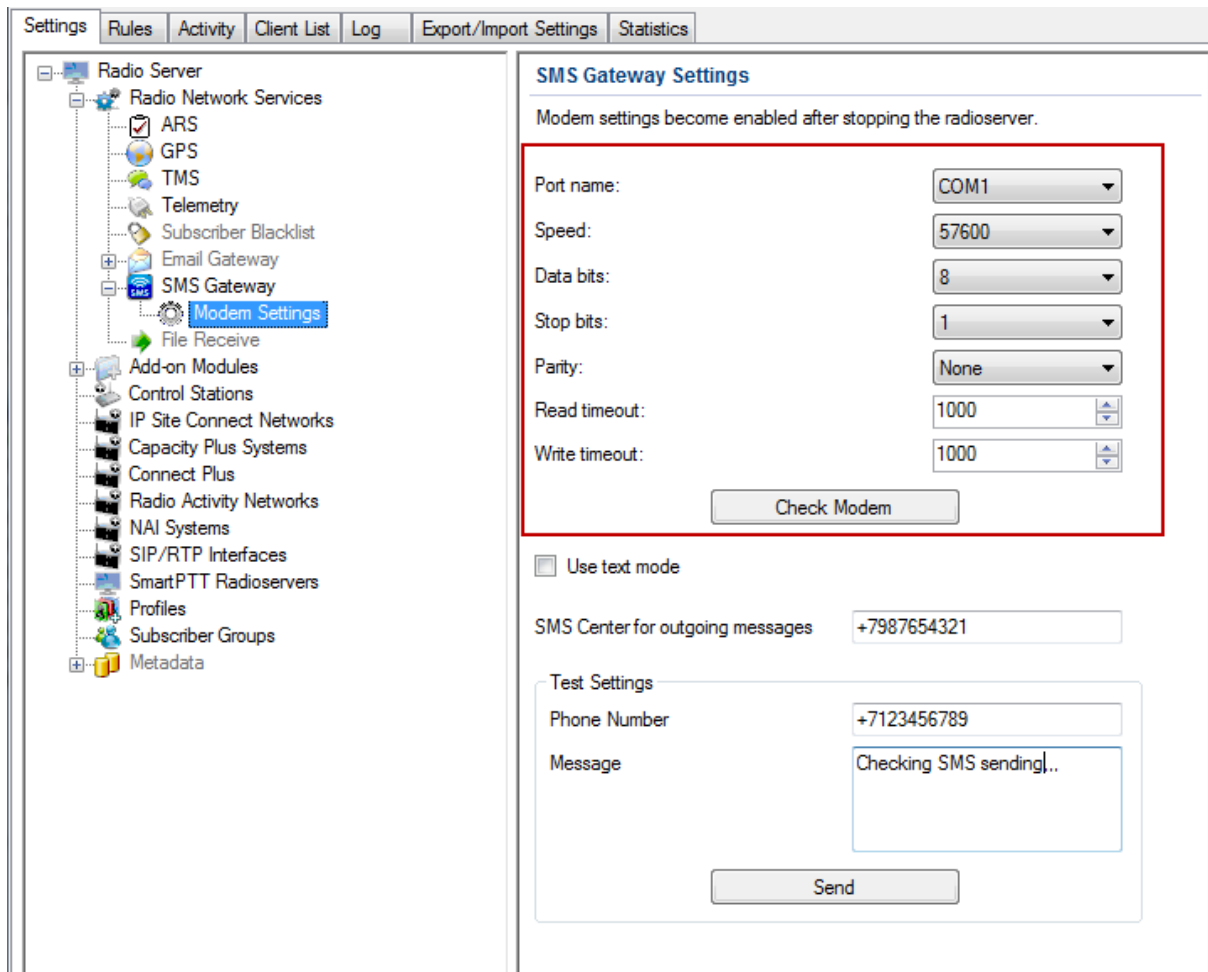 Settings Rules Activity Client List Log Export/Import Settings Statistics
Radio Server
Radio Network Services
ARS
GPS
TMS
Telemetry
Subscriber Blacklist
Email Gateway
SMS Gateway
Modem Settings
File Receive
Add-on Modules
Control Stations
IP Site Connect Networks
Capacity Plus Systems
Connect Plus
Radio Activity Networks
NAI Systems
SIP/RTP Interfaces
SmartPTT Radioservers
Profiles
Subscriber Groups
Metadata
SMS Gateway Settings
Modem settings become enabled after stopping the radioserver.
Port name: COM1
Speed: 57600
Data bits: 8
Stop bits: 1
Parity: None
Read timeout: 1000
Write timeout: 1000
Check Modem
Use text mode
SMS Center for outgoing messages +7987654321
Test Settings
Phone Number +7123456789
Message Checking SMS sending...
Send